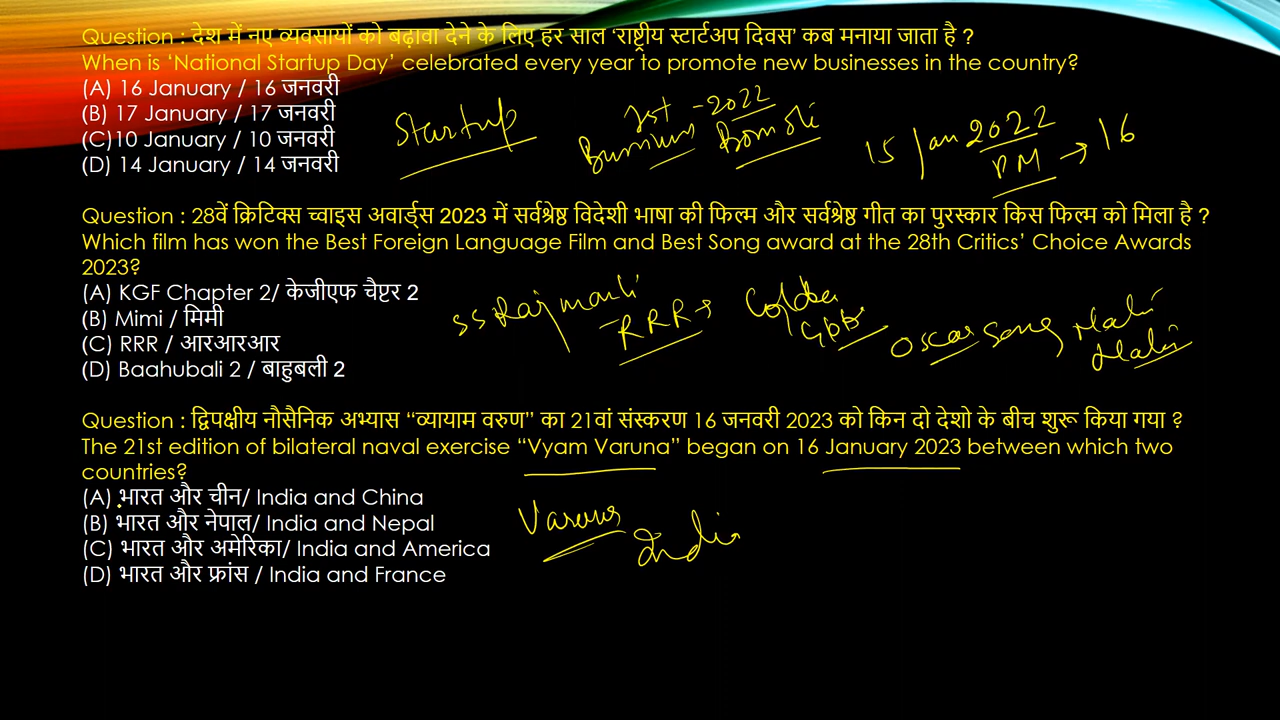 Question : देश में नए व्यवसायों को बढ़ावा देने के लिए हर साल ‘राष्ट्रीय स्टार्टअप दिवस’ कब मनाया जाता है ?
When is ‘National Startup Day’ celebrated every year to promote new businesses in the country?
(A) 16 January / 16 जनवरी
(B) 17 January / 17 जनवरी
(C)10 January / 10 जनवरी
(D) 14 January / 14 जनवरी
Startup
2022
15 Jan 2022
PM → 16
Question : 28वें क्रिटिक्स च्वाइस अवार्ड्स 2023 में सर्वश्रेष्ठ विदेशी भाषा की फिल्म और सर्वश्रेष्ठ गीत का पुरस्कार किस फिल्म को मिला है ?
Which film has won the Best Foreign Language Film and Best Song award at the 28th Critics’ Choice Awards
2023?
(A) KGF Chapter 2/ केजीएफ चैप्टर 2
(B) Mimi / मिमी
(C) RRR / आरआरआर
(D) Baahubali 2 / बाहुबली 2
RRR
Oscar Song
Question : द्विपक्षीय नौसैनिक अभ्यास “व्यायाम वरुण” का 21वां संस्करण 16 जनवरी 2023 को किन दो देशो के बीच शुरू किया गया ?
The 21st edition of bilateral naval exercise “Vyam Varuna” began on 16 January 2023 between which two
countries?
(A) भारत और चीन/ India and China
(B) भारत और नेपाल/ India and Nepal
(C) भारत और अमेरिका/ India and America
(D) भारत और फ्रांस / India and France
India